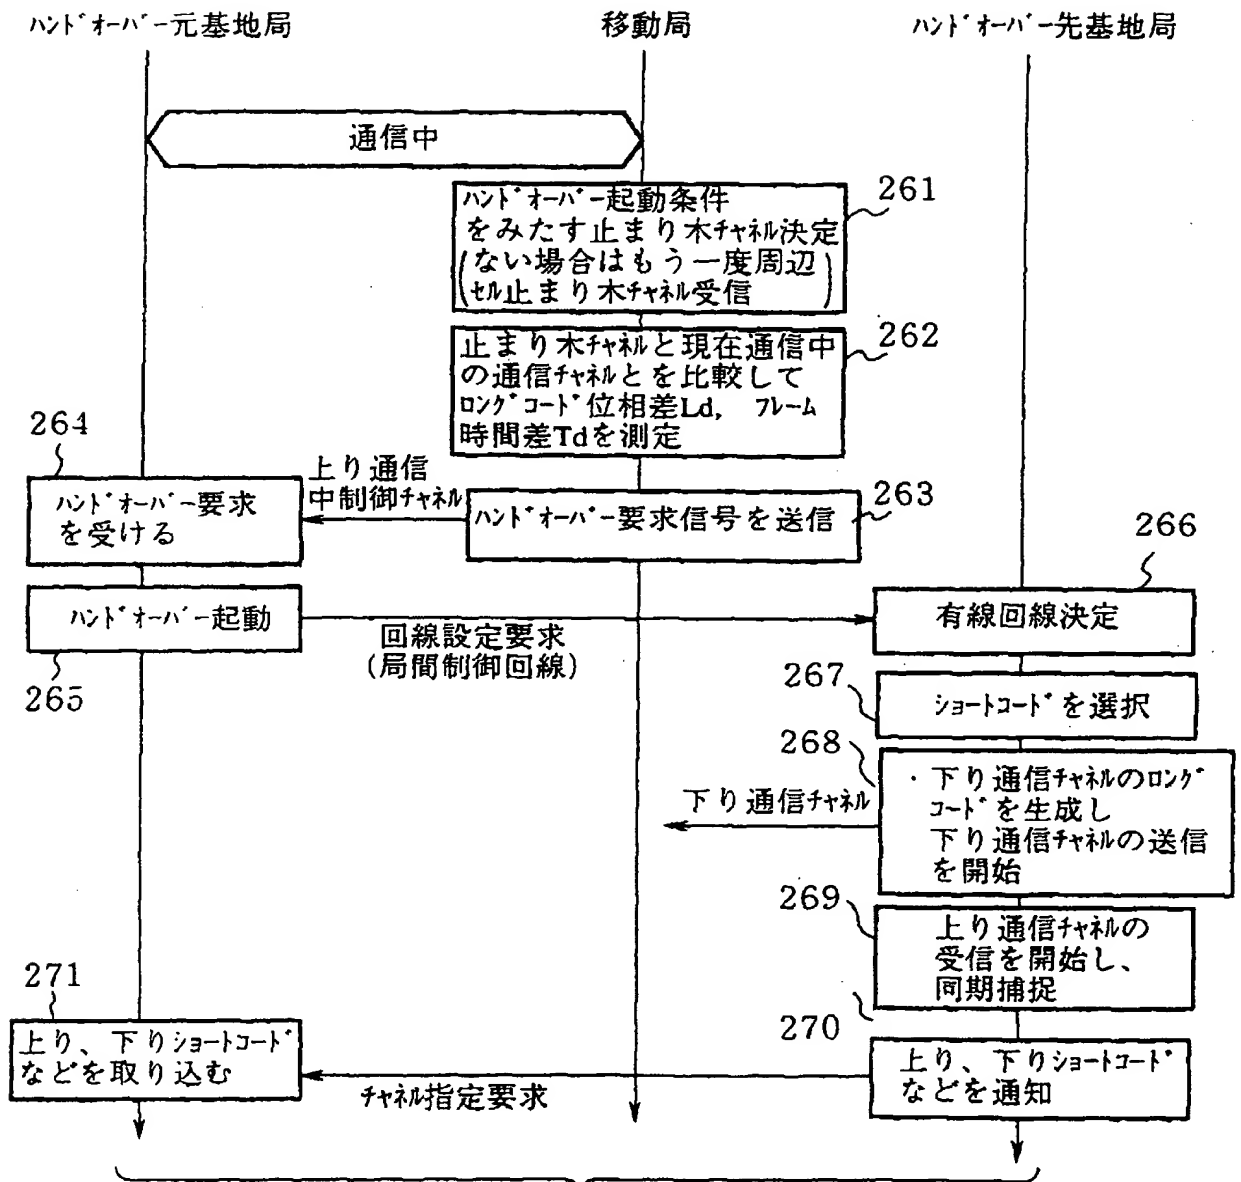 ﾊﾝﾄﾞｵｰﾊﾞｰ元基地局
移動局
ﾊﾝﾄﾞｵｰﾊﾞｰ先基地局
通信中
261
ﾊﾝﾄﾞｵｰﾊﾞｰ起動条件
をみたす止まり木ﾁｬﾈﾙ決定
(ない場合はもう一度周辺
ｾﾙ止まり木ﾁｬﾈﾙ受信)
262
止まり木ﾁｬﾈﾙと現在通信中
の通信ﾁｬﾈﾙとを比較して
ﾛﾝｸﾞｺｰﾄﾞ位相差Ld, ﾌﾚｰﾑ
時間差Tdを測定
264
上り通信
中制御ﾁｬﾈﾙ
263
ﾊﾝﾄﾞｵｰﾊﾞｰ要求
を受ける
ﾊﾝﾄﾞｵｰﾊﾞｰ要求信号を送信
266
ﾊﾝﾄﾞｵｰﾊﾞｰ起動
有線回線決定
回線設定要求
(局間制御回線)
265
267
ｼｮｰﾄｺｰﾄﾞを選択
268
・下り通信ﾁｬﾈﾙのﾛﾝｸﾞ
ｺｰﾄﾞを生成し
下り通信ﾁｬﾈﾙの送信
を開始
下り通信ﾁｬﾈﾙ
269
上り通信ﾁｬﾈﾙの
受信を開始し、
同期捕捉
271
270
上り、下りｼｮｰﾄｺｰﾄﾞ
などを取り込む
上り、下りｼｮｰﾄｺｰﾄﾞ
などを通知
ﾁｬﾈﾙ指定要求